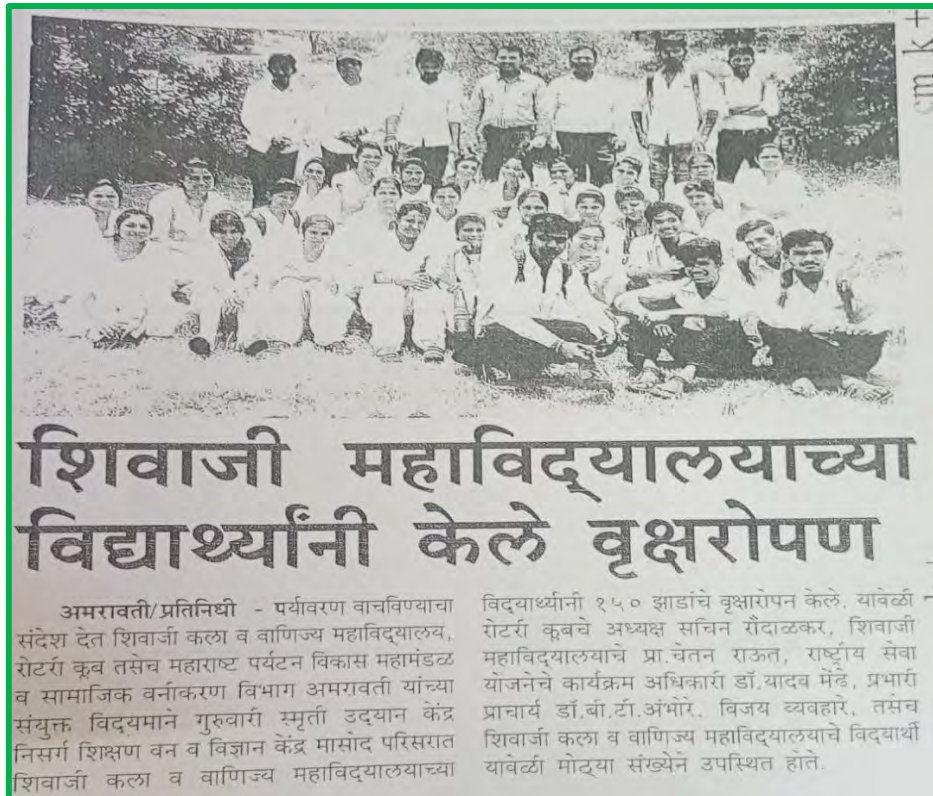 cm k+
शिवाजी महाविद्यालयाच्या
विद्यार्थ्यांनी केले वृक्षरोपण
अमरावती/प्रतिनिधी - पर्यावरण वाचविण्याचा
संदेश देत शिवाजी कला व वाणिज्य महाविद्यालय,
रोटरी क्लब तसेच महाराष्ट पर्यटन विकास महामंडळ
व सामाजिक वनीकरण विभाग अमरावती यांच्या
संयुक्त विद्यमाने गुरुवारी स्मृती उद्यान केंद्र
निसर्ग शिक्षण वन व विज्ञान केंद्र मासोद परिसरात
शिवाजी कला व वाणिज्य महाविद्यालयाच्या
विद्यार्थ्यांनी १५० झाडांचे वृक्षारोपन केले. यावेळी
रोटरी क्लबचे अध्यक्ष सचिन रौंदाळकर, शिवाजी
महाविद्यालयाचे प्रा.चेतन राऊत, राष्ट्रीय सेवा
योजनेचे कार्यक्रम अधिकारी डॉ.यादव मेंढे, प्रभारी
प्राचार्य डॉ.बी.टी.अंभोरे, विजय व्यवहारे, तसेच
शिवाजी कला व वाणिज्य महाविद्यालयाचे विद्यार्थी
यावेळी मोठ्या संख्येने उपस्थित होते.